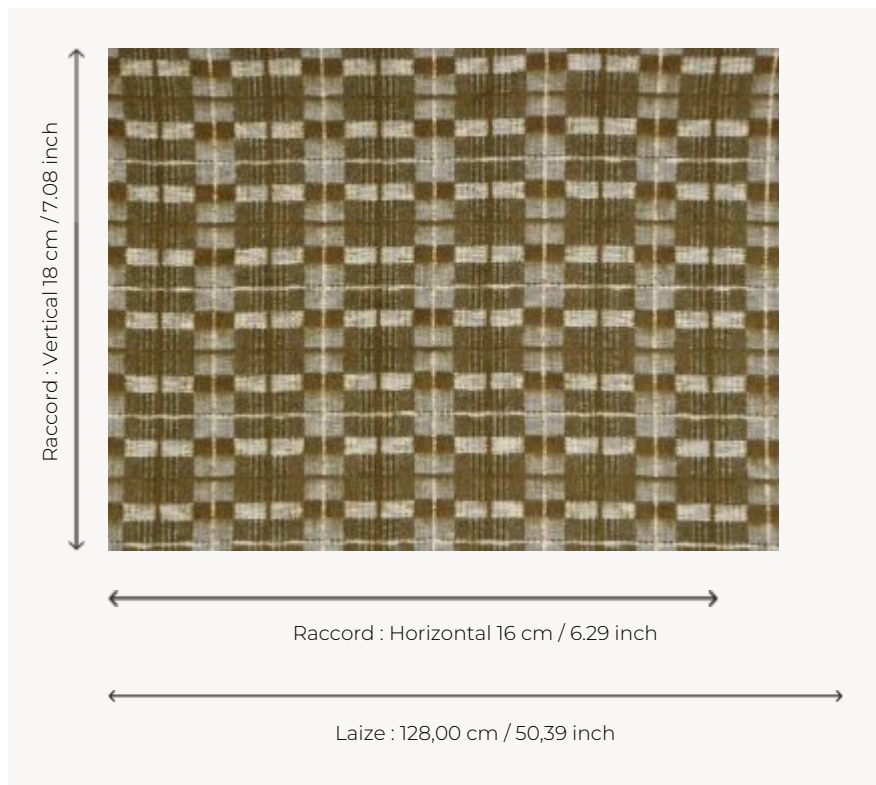 Raccord : Vertical 18 cm / 7.08 inch
Raccord : Horizontal 16 cm / 6.29 inch
Laize : 128,00 cm / 50,39 inch